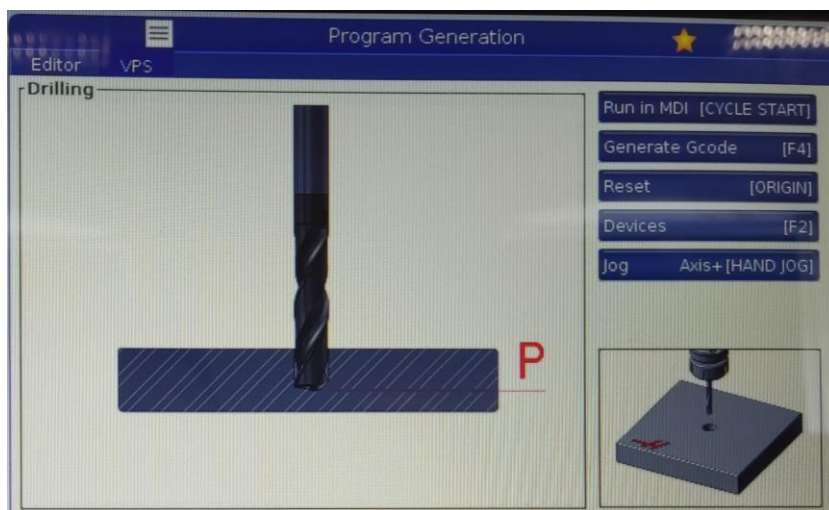 Program Generation
Editor VPS
Drilling
P
Run in MDI [CYCLE START]
Generate Gcode [F4]
Reset [ORIGIN]
Devices [F2]
Jog Axis+[HAND JOG]